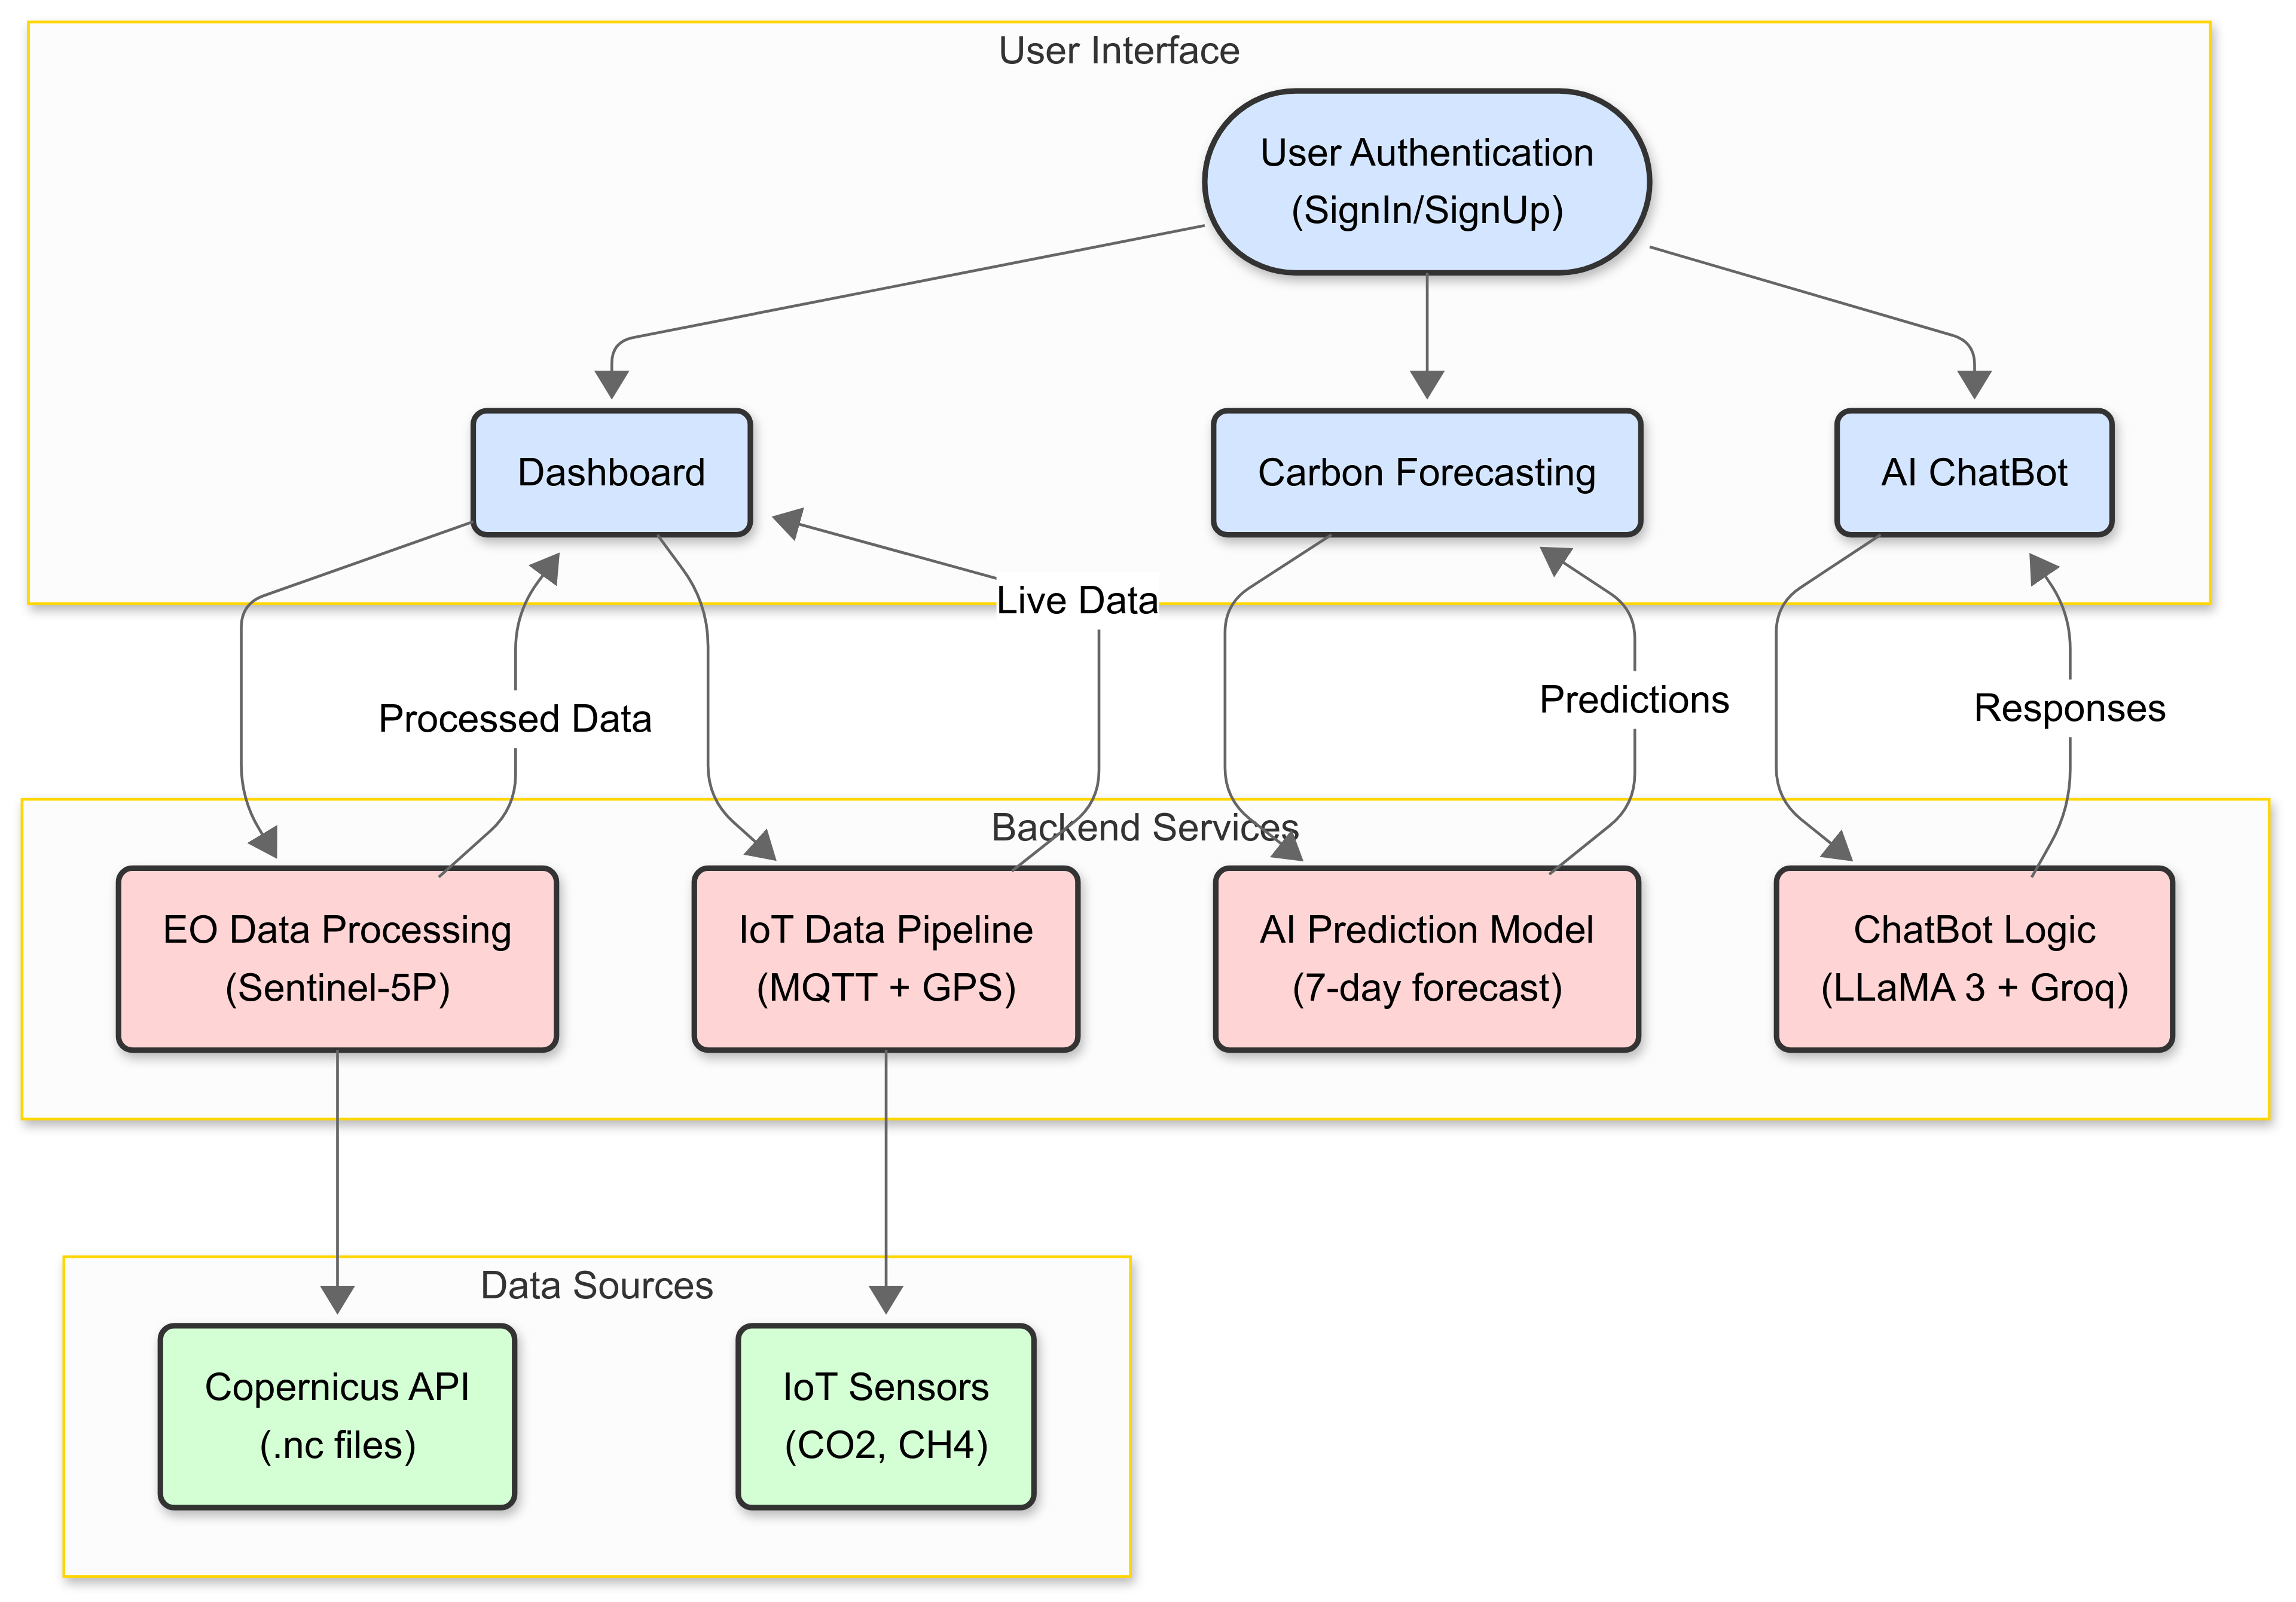 User Interface
User Authentication
(SignIn/SignUp)
Dashboard
Carbon Forecasting
AI ChatBot
Live Data
Processed Data
Predictions
Responses
Backend Services
EO Data Processing
(Sentinel-5P)
IoT Data Pipeline
(MQTT + GPS)
AI Prediction Model
(7-day forecast)
ChatBot Logic
(LLaMA 3 + Groq)
Data Sources
Copernicus API
(.nc files)
IoT Sensors
(CO2, CH4)